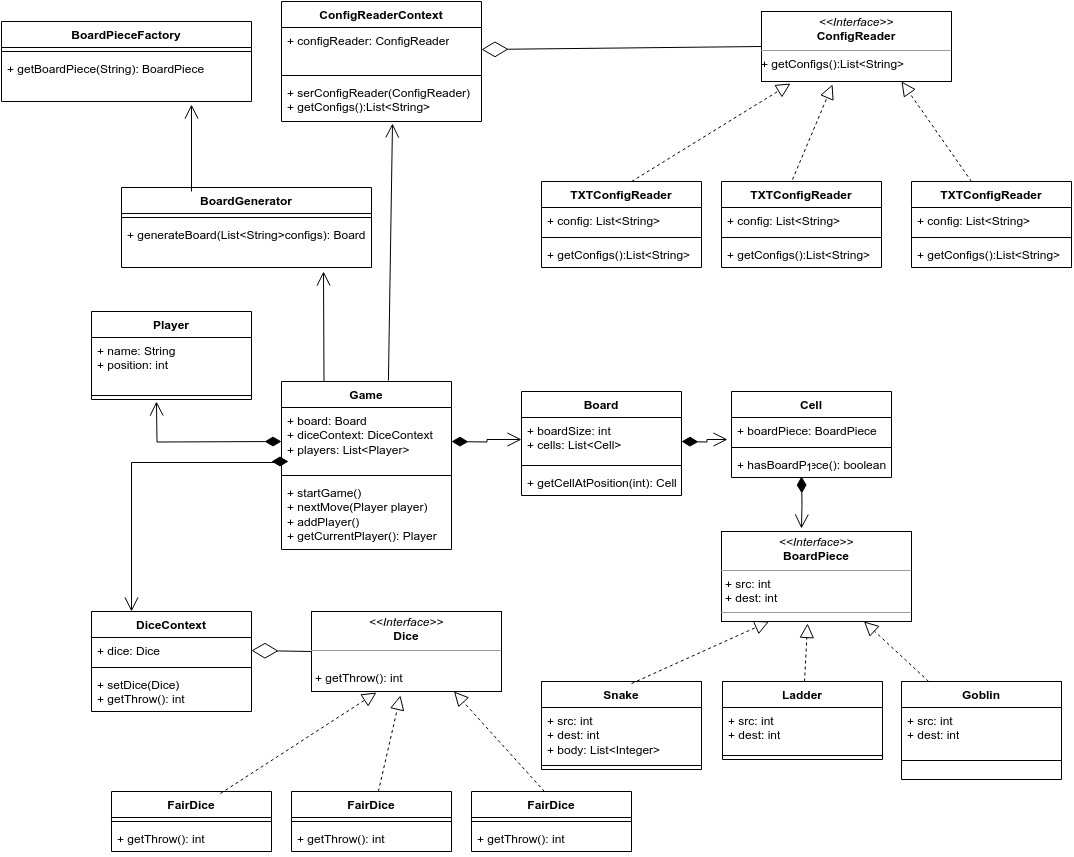 BoardPieceFactory
+ getBoardPiece(String): BoardPiece
ConfigReaderContext
+ configReader: ConfigReader
+ serConfigReader(ConfigReader)
+ getConfigs():List<String>
<<Interface>>
ConfigReader
+ getConfigs():List<String>
TXTConfigReader
+ config: List<String>
+ getConfigs():List<String>
TXTConfigReader
+ config: List<String>
+ getConfigs():List<String>
TXTConfigReader
+ config: List<String>
+ getConfigs():List<String>
BoardGenerator
+ generateBoard(List<String>configs): Board
Player
+ name: String
+ position: int
Game
+ board: Board
+ diceContext: DiceContext
+ players: List<Player>
+ startGame()
+ nextMove(Player player)
+ addPlayer()
+ getCurrentPlayer(): Player
Board
+ boardSize: int
+ cells: List<Cell>
+ getCellAtPosition(int): Cell
Cell
+ boardPiece: BoardPiece
+ hasBoardPiece(): boolean
1
<<Interface>>
BoardPiece
+ src: int
+ dest: int
DiceContext
+ dice: Dice
+ setDice(Dice)
+ getThrow(): int
<<Interface>>
Dice
+ getThrow(): int
Snake
+ src: int
+ dest: int
+ body: List<Integer>
Ladder
+ src: int
+ dest: int
Goblin
+ src: int
+ dest: int
FairDice
+ getThrow(): int
FairDice
+ getThrow(): int
FairDice
+ getThrow(): int